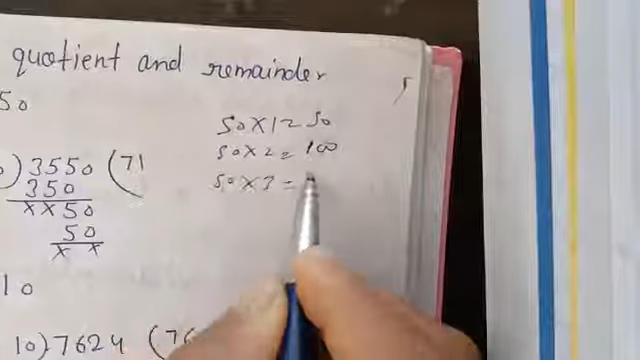 quotient and remainder
50
50 X 1 = 50
50 X 2 = 100
50 X 3 =
0) 3550 (71
350
x x 50
50
x x
10
10) 7624 (76